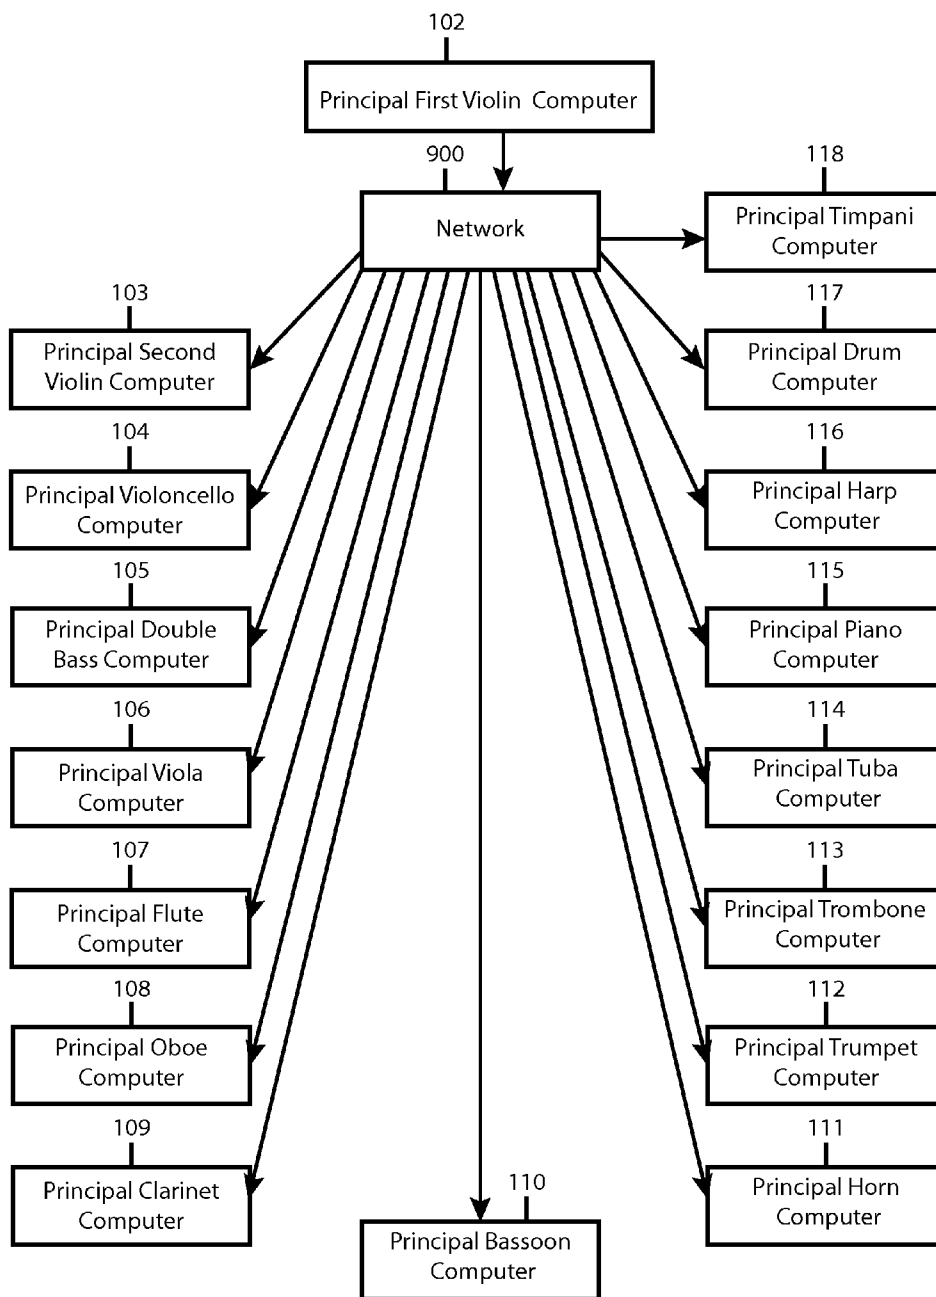 102
Principal First Violin Computer
900
Network
118
Principal Timpani
Computer
103
Principal Second
Violin Computer
117
Principal Drum
Computer
104
Principal Violoncello
Computer
116
Principal Harp
Computer
105
Principal Double
Bass Computer
115
Principal Piano
Computer
106
Principal Viola
Computer
114
Principal Tuba
Computer
107
Principal Flute
Computer
113
Principal Trombone
Computer
108
Principal Oboe
Computer
112
Principal Trumpet
Computer
109
Principal Clarinet
Computer
111
Principal Horn
Computer
110
Principal Bassoon
Computer